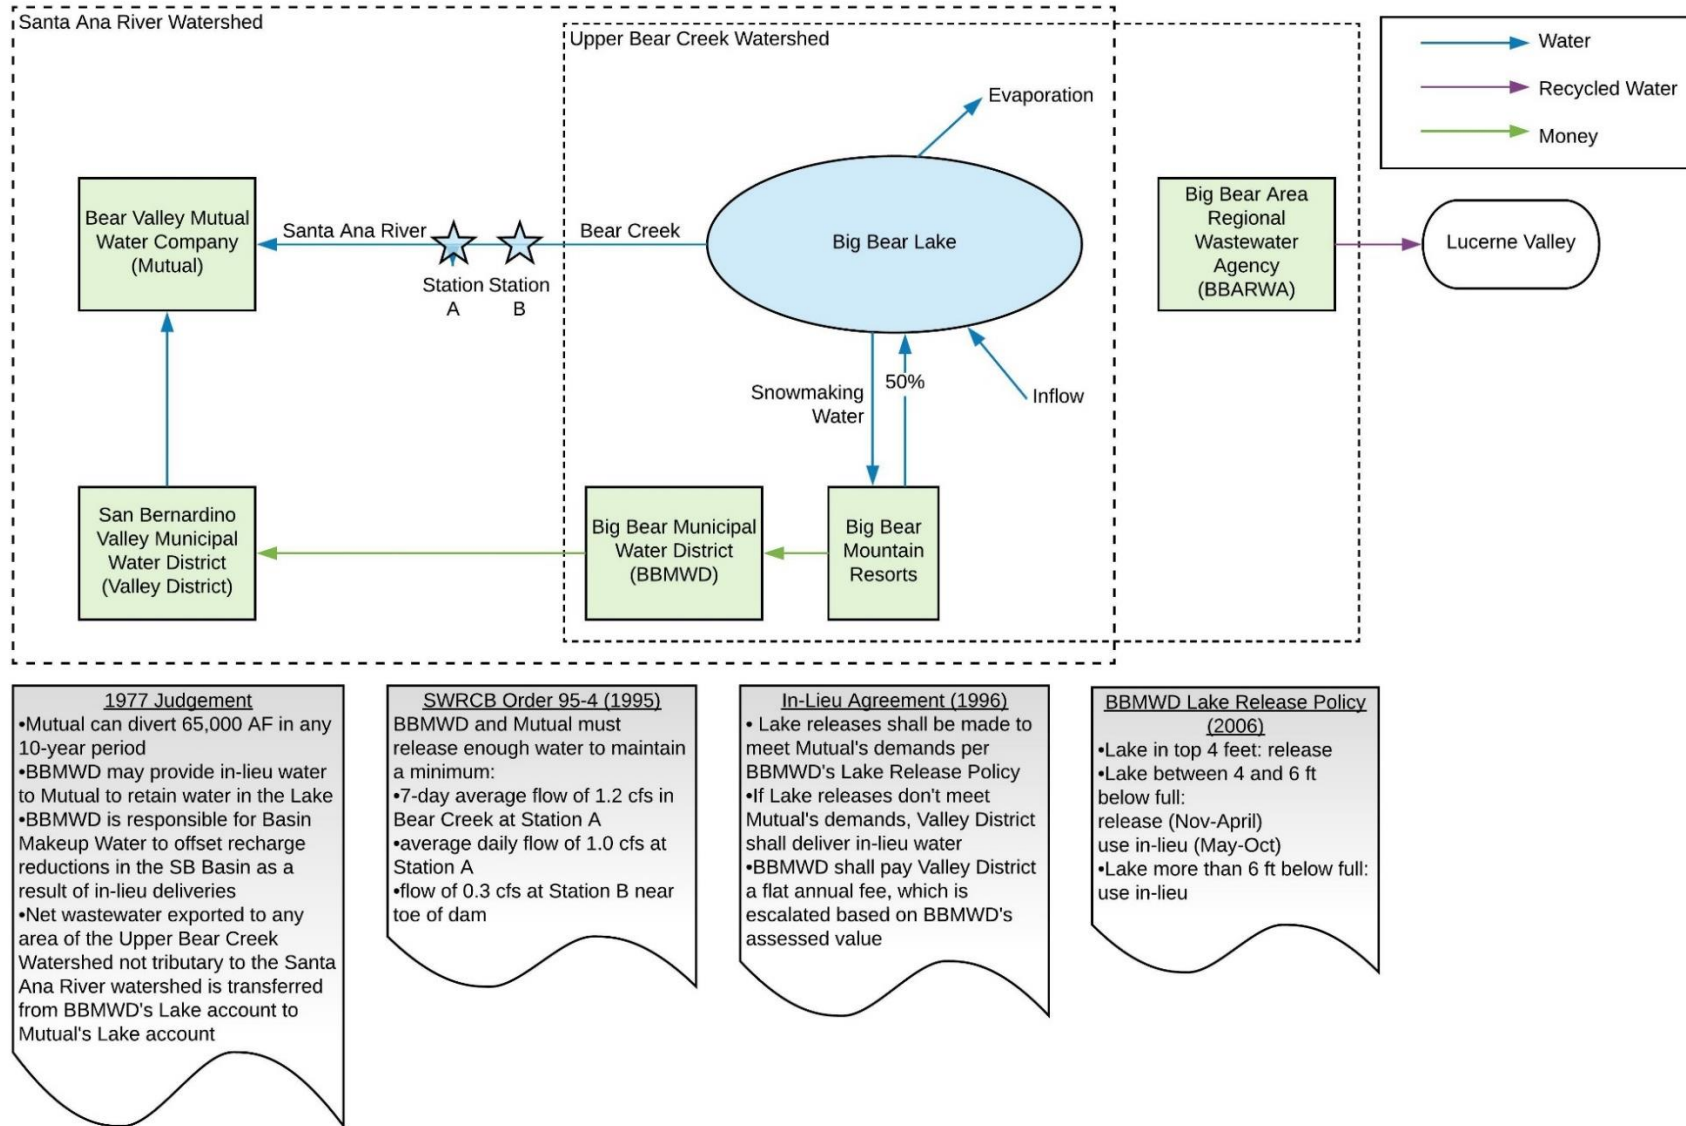 Santa Ana River Watershed
Upper Bear Creek Watershed
Water
Recycled Water
Money
Evaporation
Bear Valley Mutual
Water Company
(Mutual)
Santa Ana River
Station
A
Station
B
Bear Creek
Big Bear Lake
Big Bear Area
Regional
Wastewater
Agency
(BBARWA)
Lucerne Valley
Snowmaking
Water
50%
Inflow
San Bernardino
Valley Municipal
Water District
(Valley District)
Big Bear Municipal
Water District
(BBMWD)
Big Bear
Mountain
Resorts
1977 Judgement
•Mutual can divert 65,000 AF in any
10-year period
•BBMWD may provide in-lieu water
to Mutual to retain water in the Lake
•BBMWD is responsible for Basin
Makeup Water to offset recharge
reductions in the SB Basin as a
result of in-lieu deliveries
•Net wastewater exported to any
area of the Upper Bear Creek
Watershed not tributary to the Santa
Ana River watershed is transferred
from BBMWD's Lake account to
Mutual's Lake account
SWRCB Order 95-4 (1995)
BBMWD and Mutual must
release enough water to maintain
a minimum:
•7-day average flow of 1.2 cfs in
Bear Creek at Station A
•average daily flow of 1.0 cfs at
Station A
•flow of 0.3 cfs at Station B near
toe of dam
In-Lieu Agreement (1996)
• Lake releases shall be made to
meet Mutual's demands per
BBMWD's Lake Release Policy
•If Lake releases don't meet
Mutual's demands, Valley District
shall deliver in-lieu water
•BBMWD shall pay Valley District
a flat annual fee, which is
escalated based on BBMWD's
assessed value
BBMWD Lake Release Policy
(2006)
•Lake in top 4 feet: release
•Lake between 4 and 6 ft
below full:
release (Nov-April)
use in-lieu (May-Oct)
•Lake more than 6 ft below full:
use in-lieu